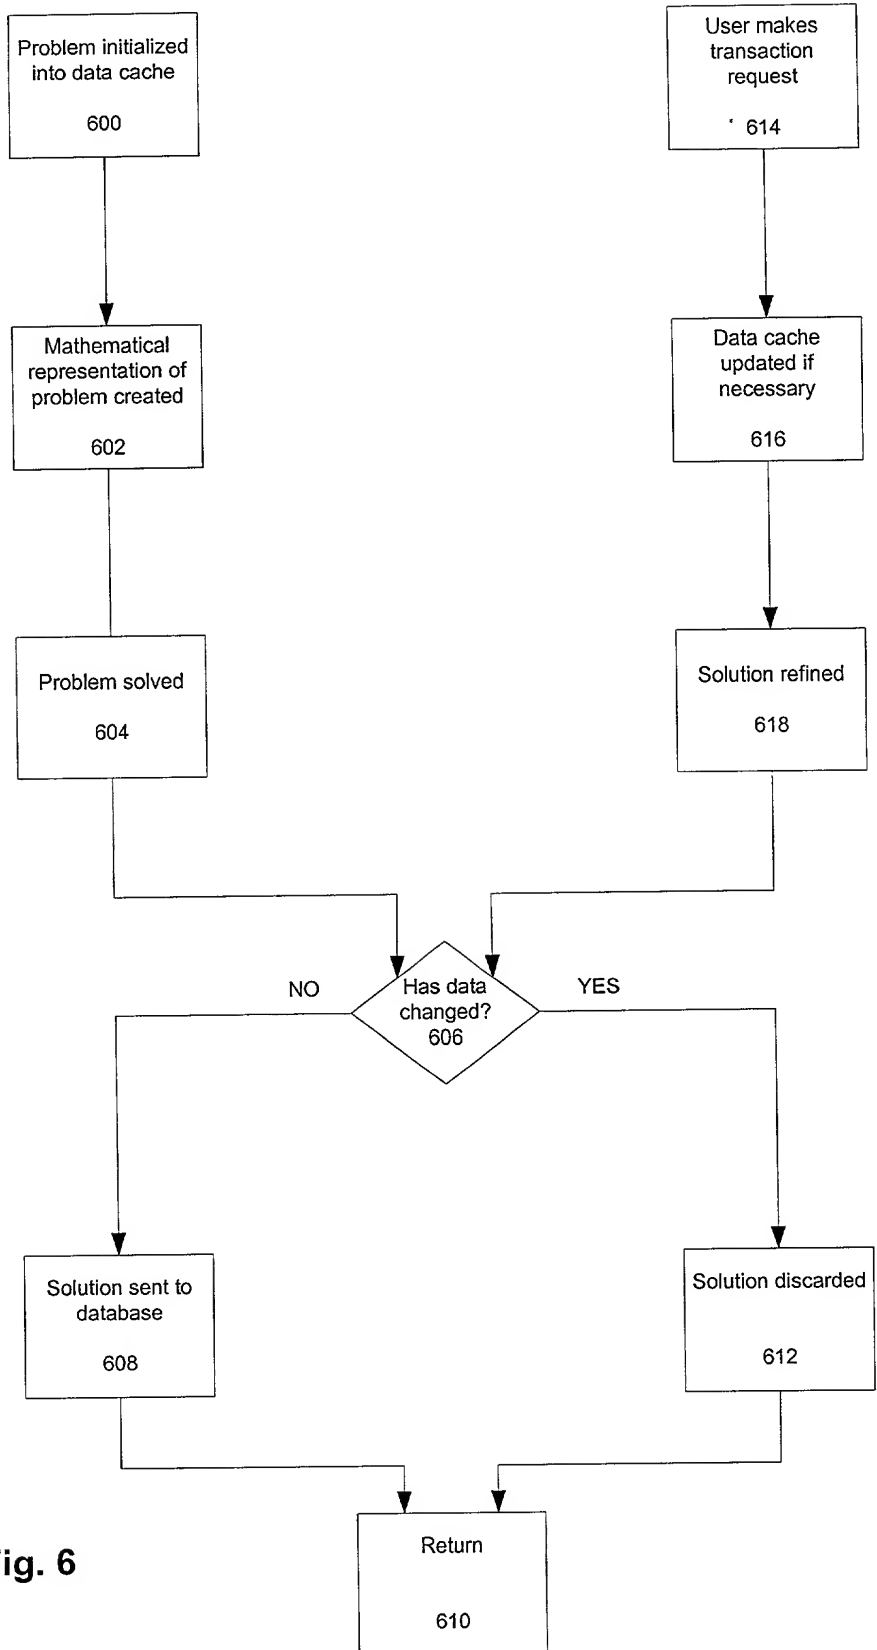 Problem initialized
into data cache
600
User makes
transaction
request
614
Mathematical
representation of
problem created
602
Data cache
updated if
necessary
616
Problem solved
604
Solution refined
618
NO
Has data
changed?
606
YES
Solution sent to
database
608
Solution discarded
612
Return
610
ig. 6